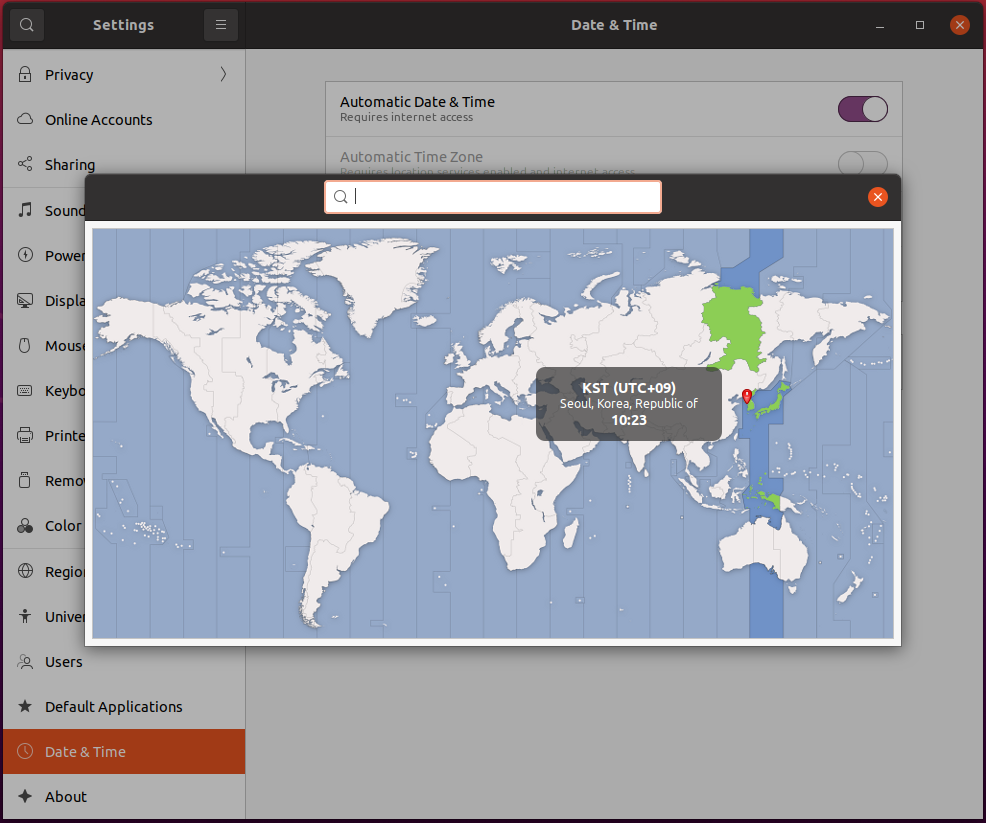 Settings
Date & Time
Privacy
Online Accounts
Sharing
Sound
Power
Displa
Mouse
Keybo
Printe
Remov
Color
Region
Univer
Users
Default Applications
Date & Time
About
Automatic Date & Time
Requires internet access
Automatic Time Zone
Requires location services enabled and internet access
KST (UTC+09)
Seoul, Korea, Republic of
10:23